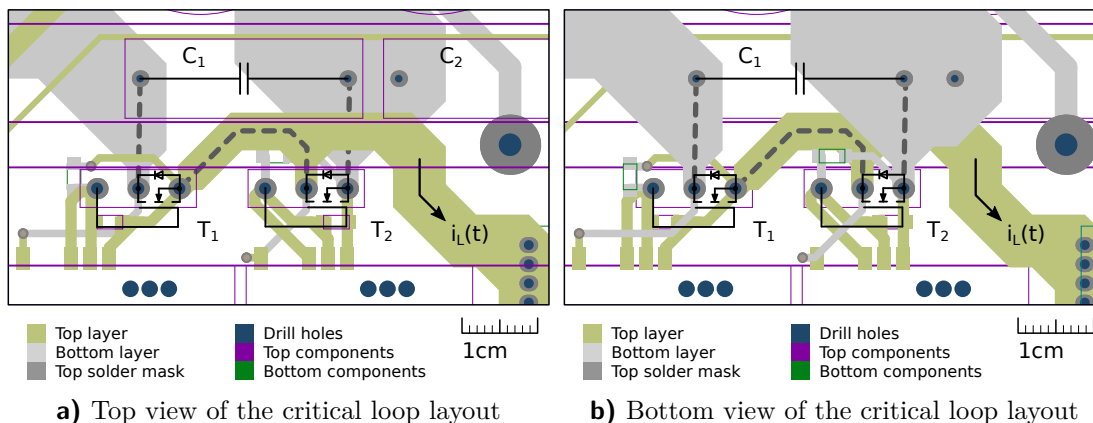 C1 C2
T1 T2 iL(t)
Top layer Drill holes
Bottom layer Top components
Top solder mask Bottom components
1cm
a) Top view of the critical loop layout
C1
T1 T2 iL(t)
Top layer Drill holes
Bottom layer Top components
Top solder mask Bottom components
1cm
b) Bottom view of the critical loop layout